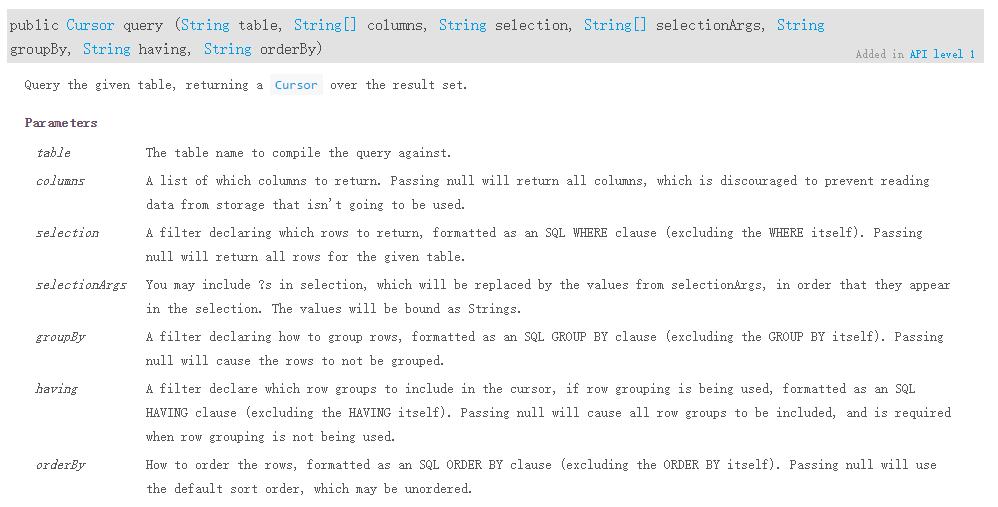 public Cursor query (String table, String[] columns, String selection, String[] selectionArgs, String
groupBy, String having, String orderBy)
Added in API level 1
Query the given table, returning a Cursor over the result set.
Parameters
table The table name to compile the query against.
columns A list of which columns to return. Passing null will return all columns, which is discouraged to prevent reading
data from storage that isn't going to be used.
selection A filter declaring which rows to return, formatted as an SQL WHERE clause (excluding the WHERE itself). Passing
null will return all rows for the given table.
selectionArgs You may include ?s in selection, which will be replaced by the values from selectionArgs, in order that they appear
in the selection. The values will be bound as Strings.
groupBy A filter declaring how to group rows, formatted as an SQL GROUP BY clause (excluding the GROUP BY itself). Passing
null will cause the rows to not be grouped.
having A filter declare which row groups to include in the cursor, if row grouping is being used, formatted as an SQL
HAVING clause (excluding the HAVING itself). Passing null will cause all row groups to be included, and is required
when row grouping is not being used.
orderBy How to order the rows, formatted as an SQL ORDER BY clause (excluding the ORDER BY itself). Passing null will use
the default sort order, which may be unordered.